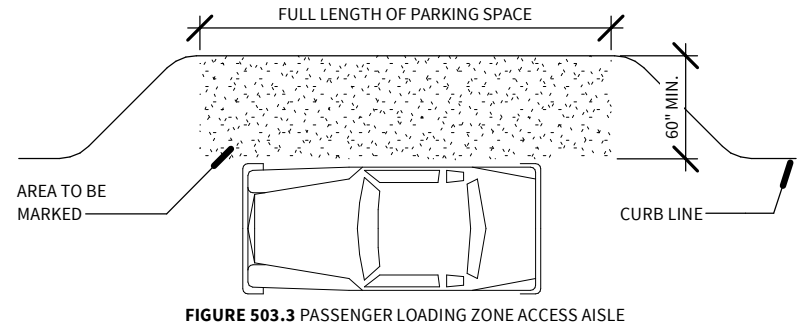 FULL LENGTH OF PARKING SPACE
60" MIN.
AREA TO BE
MARKED
CURB LINE
FIGURE 503.3 PASSENGER LOADING ZONE ACCESS AISLE